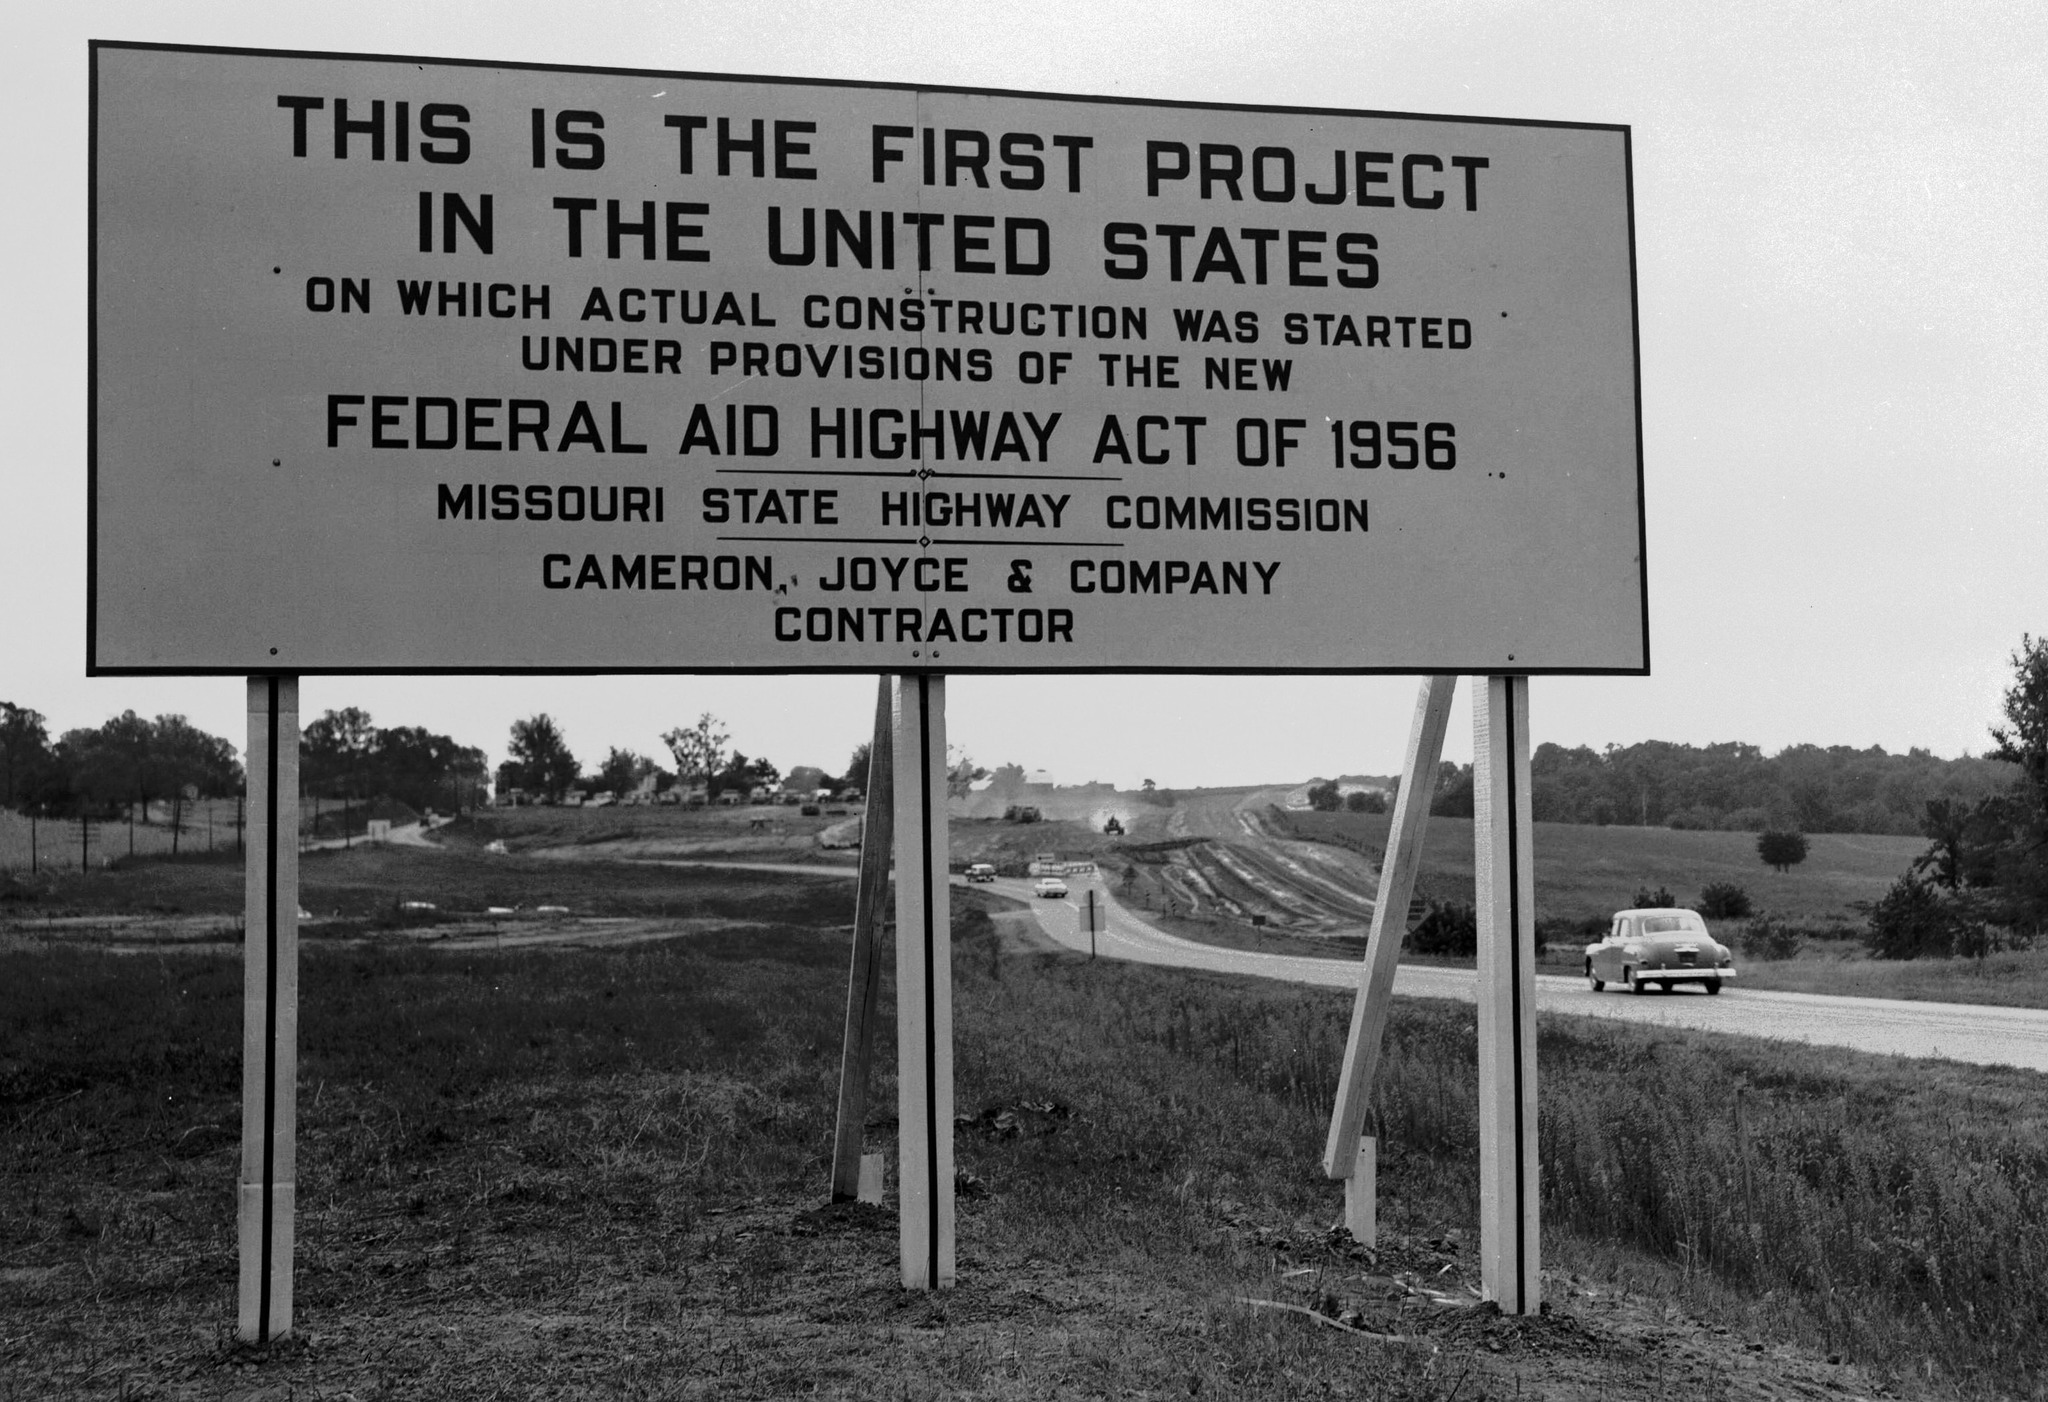 THIS IS THE FIRST PROJECT
IN THE UNITED STATES
ON WHICH ACTUAL CONSTRUCTION WAS STARTED
UNDER PROVISIONS OF THE NEW
FEDERAL AID HIGHWAY ACT OF 1956
MISSOURI STATE HIGHWAY COMMISSION
CAMERON, JOYCE & COMPANY
CONTRACTOR